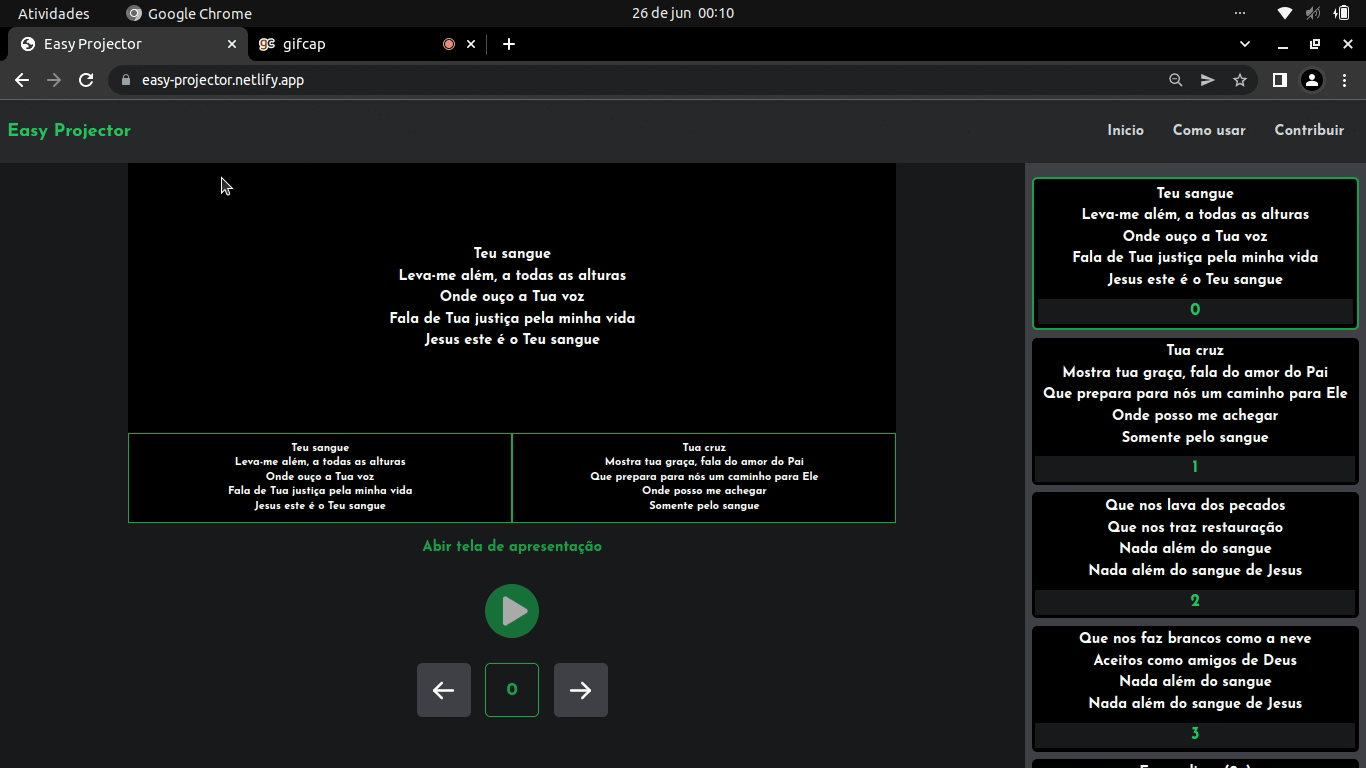 Atividades
Google Chrome
26 de jun 00:10
Easy Projector
gifcap
easy-projector.netlify.app
Easy Projector
Inicio
Como usar
Contribuir
Teu sangue
Leva-me além, a todas as alturas
Onde ouço a Tua voz
Fala de Tua justiça pela minha vida
Jesus este é o Teu sangue
Teu sangue
Leva-me além, a todas as alturas
Onde ouço a Tua voz
Fala de Tua justiça pela minha vida
Jesus este é o Teu sangue
Tua cruz
Mostra tua graça, fala do amor do Pai
Que prepara para nós um caminho para Ele
Onde posso me achegar
Somente pelo sangue
Abir tela de apresentação
0
Teu sangue
Leva-me além, a todas as alturas
Onde ouço a Tua voz
Fala de Tua justiça pela minha vida
Jesus este é o Teu sangue
0
Tua cruz
Mostra tua graça, fala do amor do Pai
Que prepara para nós um caminho para Ele
Onde posso me achegar
Somente pelo sangue
1
Que nos lava dos pecados
Que nos traz restauração
Nada além do sangue
Nada além do sangue de Jesus
2
Que nos faz brancos como a neve
Aceitos como amigos de Deus
Nada além do sangue
Nada além do sangue de Jesus
3